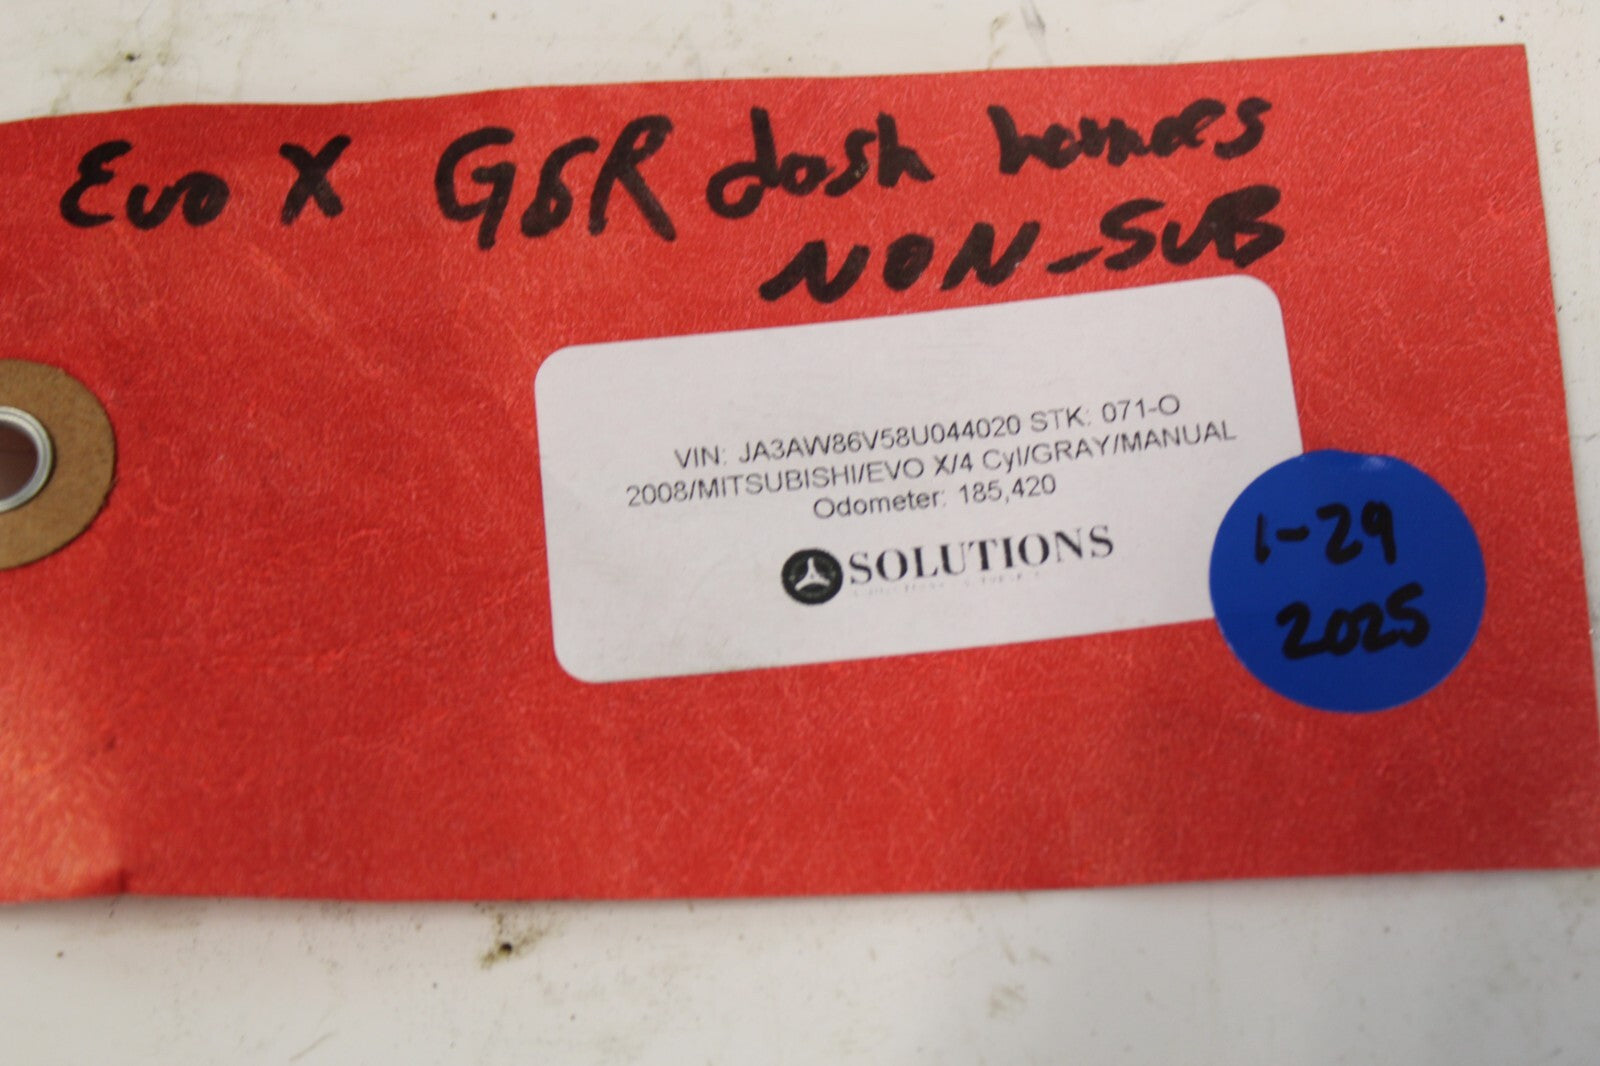 Evo X GSR dash harness
NON-SUB
VIN: JA3AW86V58U044020 STK: 071-O
2008/MITSUBISHI/EVO X/4 Cyl/GRAY/MANUAL
Odometer: 185,420
SOLUTIONS
1-29
2025